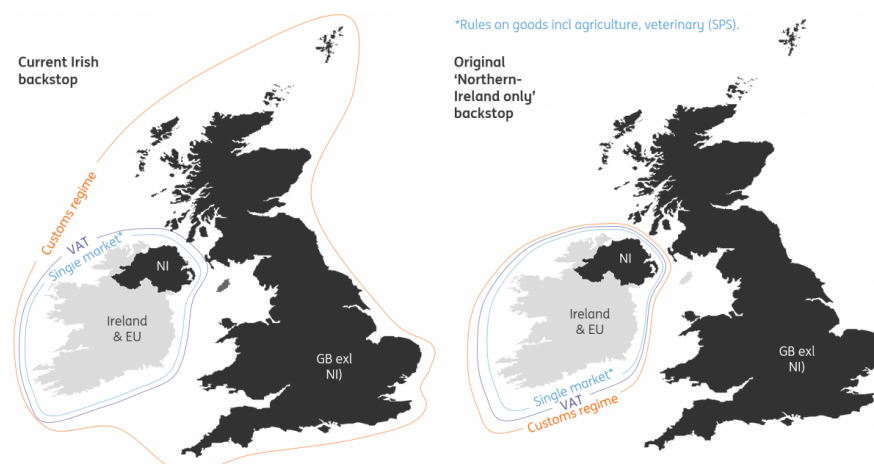 Current Irish
backstop
Customs regime
VAT
Single market*
NI
Ireland
& EU
GB exl
NI)
*Rules on goods incl agriculture, veterinary (SPS).
Original
‘Northern-
Ireland only’
backstop
NI
Ireland
& EU
GB exl
NI)
Single market*
VAT
Customs regime